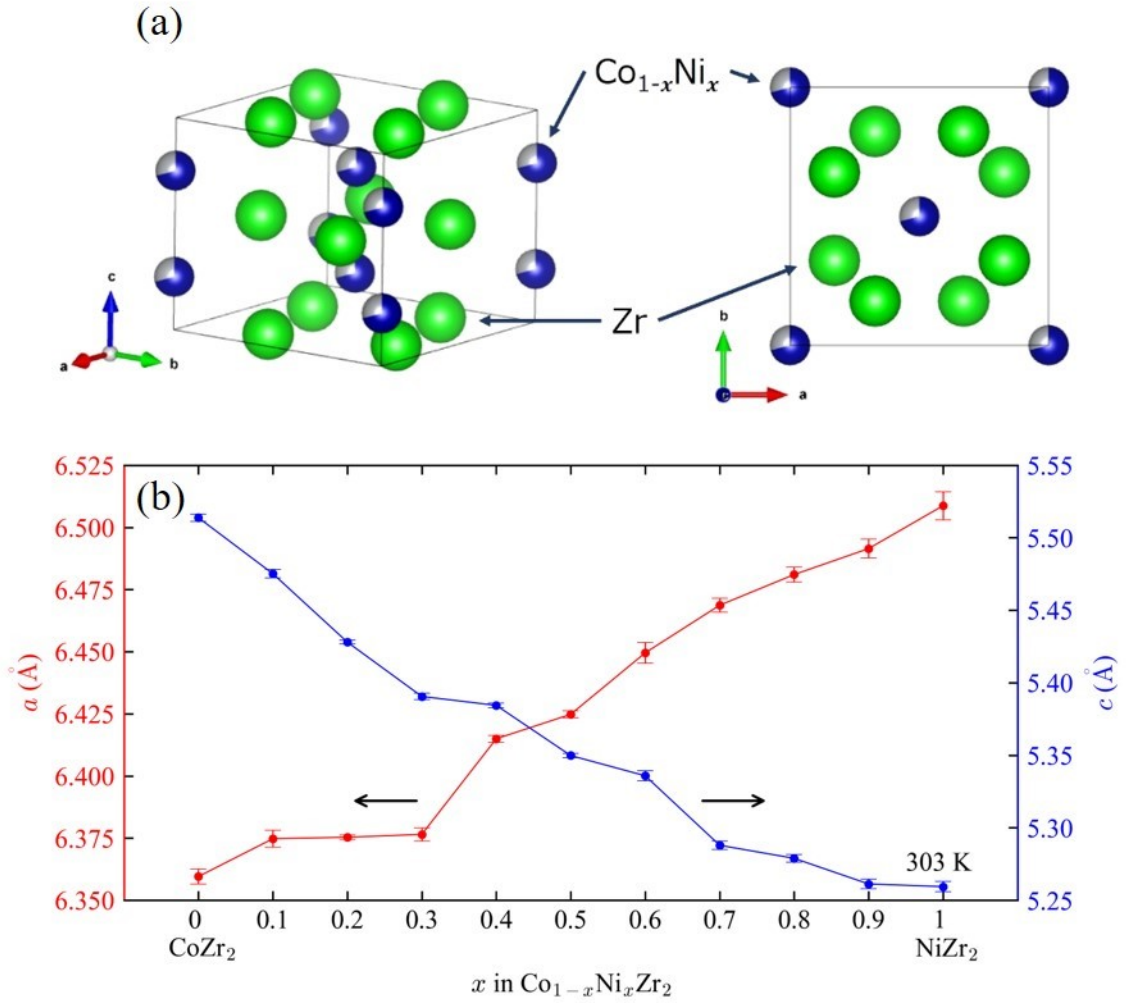 (a)
Co₁₋ₓNiₓ
Zr
c
a
b
b
a
(b)
6.525
6.500
6.475
6.450
6.425
6.400
6.375
6.350
a (Å)
5.55
5.50
5.45
5.40
5.35
5.30
5.25
c (Å)
303 K
0 0.1 0.2 0.3 0.4 0.5 0.6 0.7 0.8 0.9 1
CoZr₂ NiZr₂
x in Co₁₋ₓNiₓZr₂